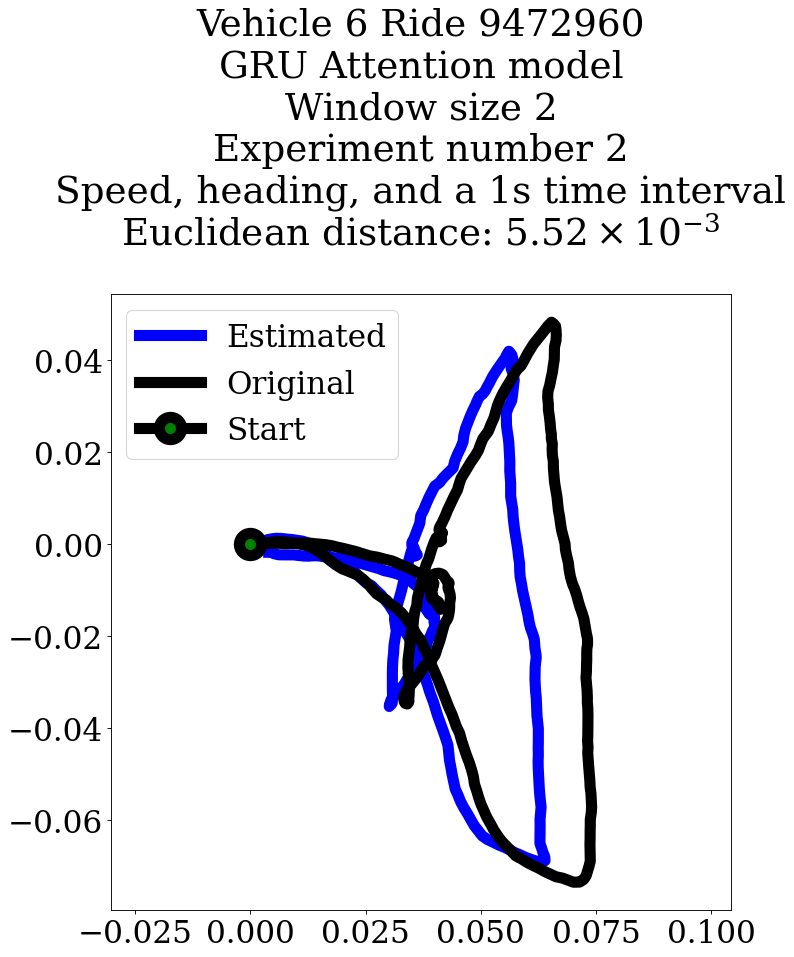 Vehicle 6 Ride 9472960
GRU Attention model
Window size 2
Experiment number 2
Speed, heading, and a 1s time interval
Euclidean distance: 5.52 × 10⁻³
Estimated
Original
Start
0.04
0.02
0.00
−0.02
−0.04
−0.06
−0.025 0.000 0.025 0.050 0.075 0.100